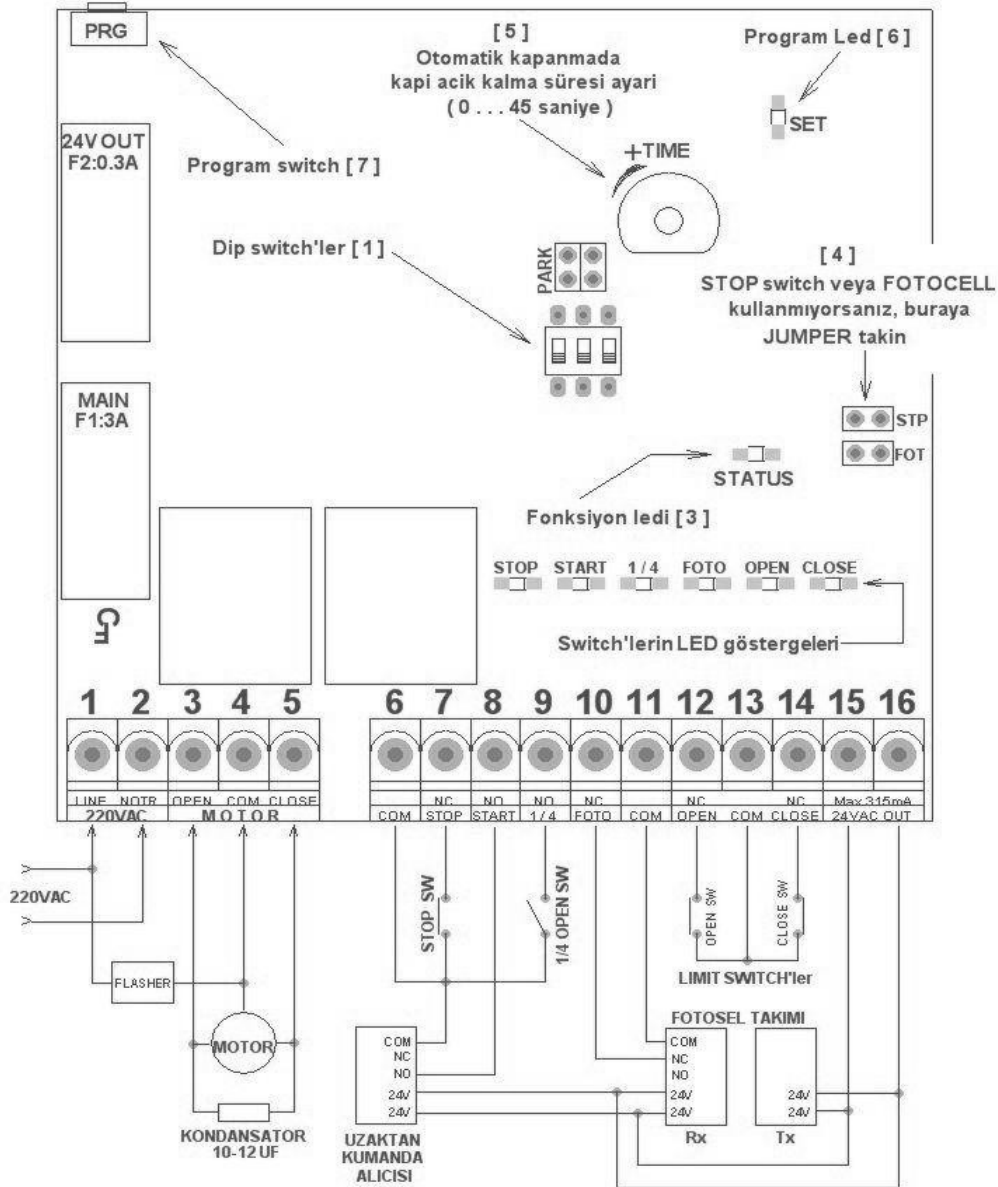 PRG
[ 5 ]
Otomatik kapanmada
kapi acik kalma süresi ayari
( 0 . . . 45 saniye )
Program Led [ 6 ]
SET
24V OUT
F2:0.3A
Program switch [ 7 ]
+TIME
Dip switch'ler [ 1 ]
PARK
[ 4 ]
STOP switch veya FOTOCELL
kullanmıyorsanız, buraya
JUMPER takin
MAIN
F1:3A
STP
FOT
STATUS
Fonksiyon ledi [ 3 ]
STOP START 1 / 4 FOTO OPEN CLOSE
CE
Switch'lerin LED göstergeleri
1 2 3 4 5 6 7 8 9 10 11 12 13 14 15 16
LINE NOTR OPEN COM CLOSE
220VAC MOTOR
NC NO NO NC NC NC Max 315mA
COM STOP START 1/4 FOTO COM OPEN COM CLOSE 24VAC OUT
220VAC
STOP SW
1/4 OPEN SW
OPEN SW
CLOSE SW
FLASHER
LIMIT SWITCH'ler
MOTOR
KONDANSATOR
10-12 UF
COM
NC
NO
24V
24V
UZAKTAN
KUMANDA
ALICISI
FOTOSEL TAKIMI
COM
NC
NO
24V
24V
Rx
24V
24V
Tx